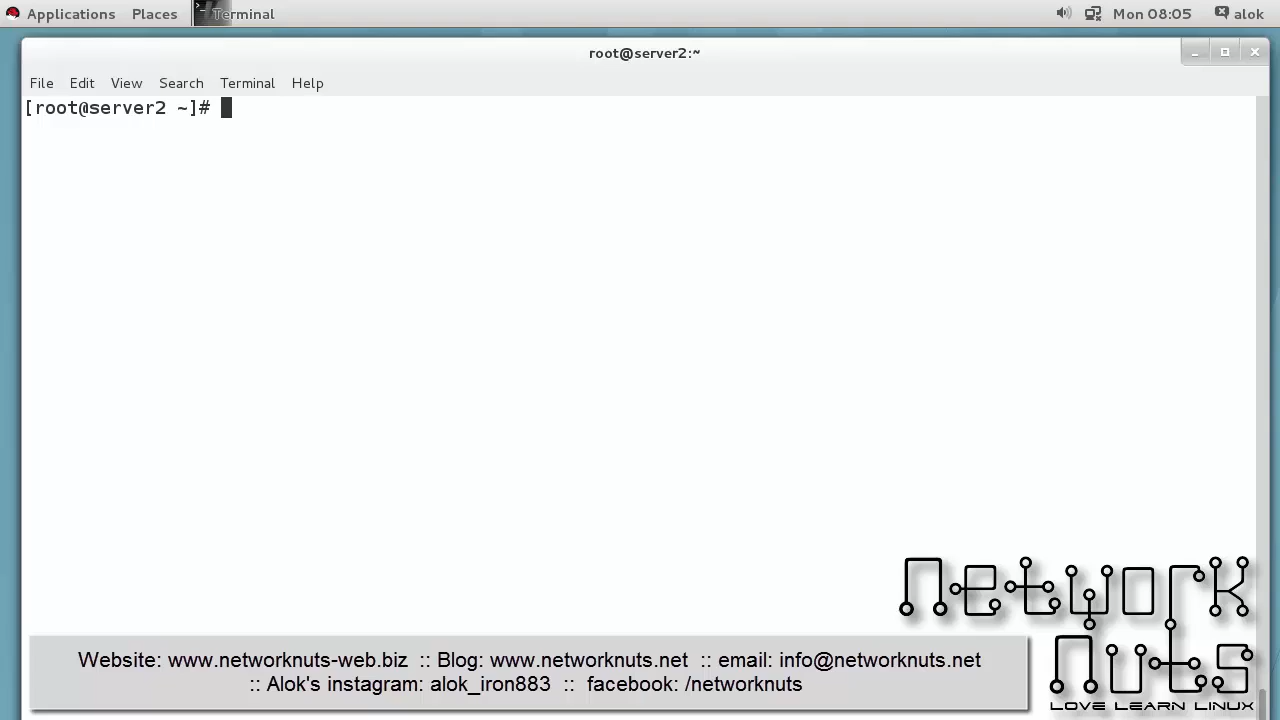 Applications Places Terminal Mon 08:05 alok
root@server2:~
File Edit View Search Terminal Help
[root@server2 ~]#
network
nuts
LOVE LEARN LINUX
Website: www.networknuts-web.biz :: Blog: www.networknuts.net :: email: info@networknuts.net
:: Alok's instagram: alok_iron883 :: facebook: /networknuts